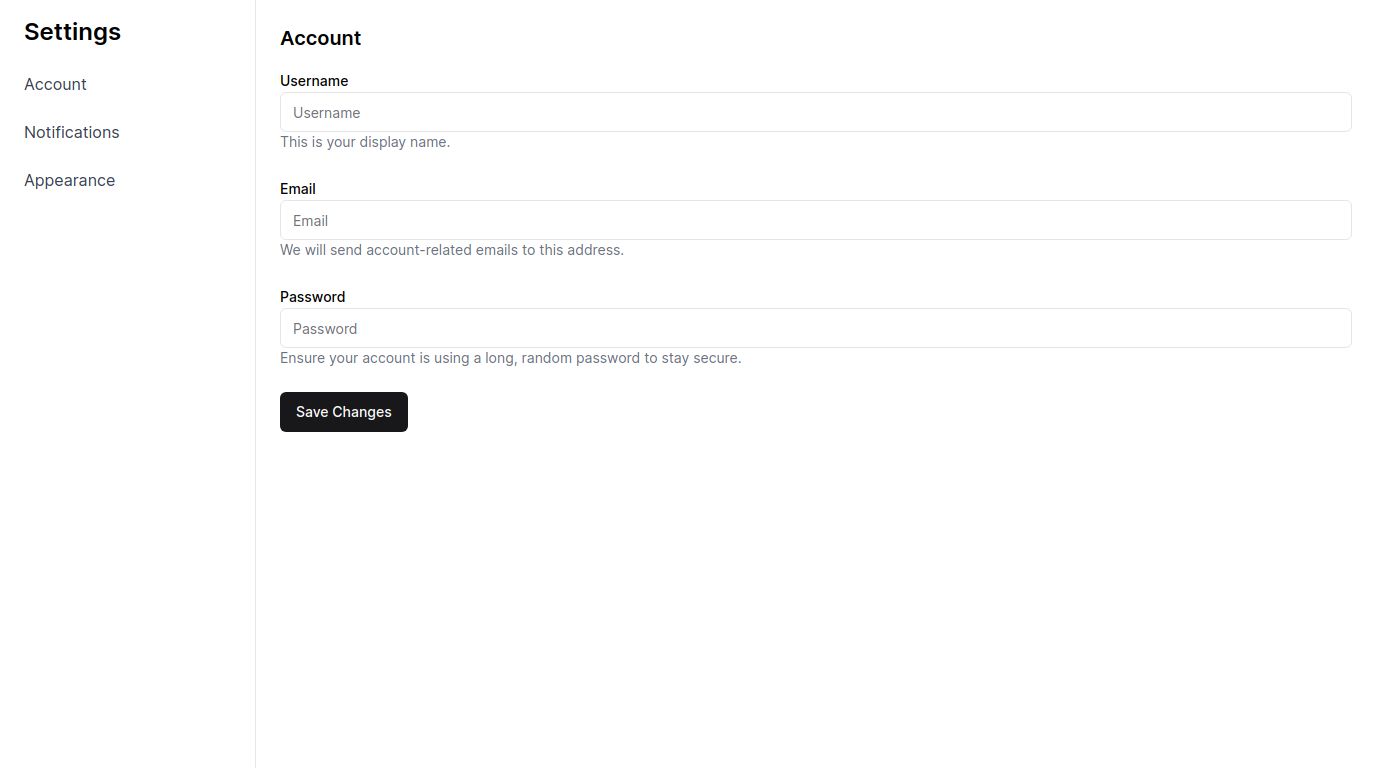 Settings
Account
Notifications
Appearance
Account
Username
Username
This is your display name.
Email
Email
We will send account-related emails to this address.
Password
Password
Ensure your account is using a long, random password to stay secure.
Save Changes